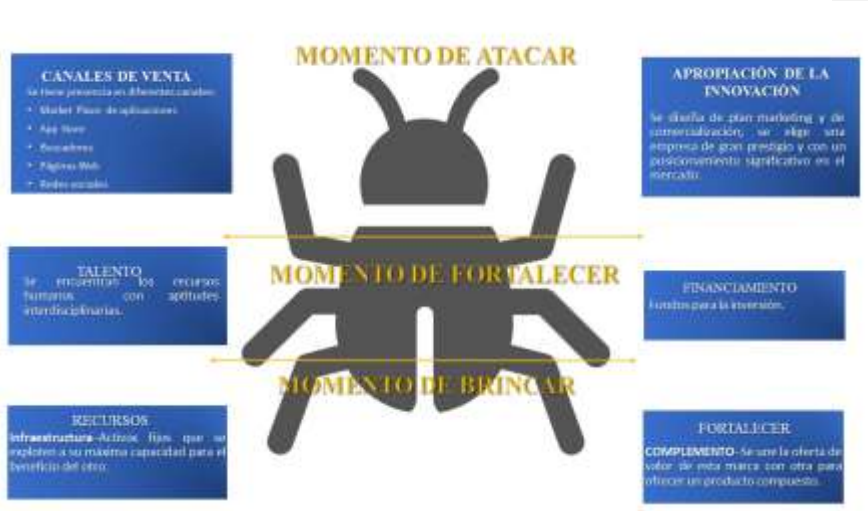 MOMENTO DE ATACAR
CANALES DE VENTA
Se tiene presencia en diferentes canales:
• Market Place de aplicaciones
• App Store
• Buscadores
• Páginas Web
• Redes sociales
APROPIACIÓN DE LA
INNOVACIÓN
Se diseña de plan marketing y de
comercialización, se elige una
empresa de gran prestigio y con un
posicionamiento significativo en el
mercado.
MOMENTO DE FORTALECER
TALENTO
Se encuentran los recursos
humanos con aptitudes
interdisciplinarias.
FINANCIAMIENTO
Fondos para la inversión.
MOMENTO DE BRINCAR
RECURSOS
Infraestructura-Activos fijos que se
exploten a su máxima capacidad para el
beneficio del otro.
FORTALECER
COMPLEMENTO-Se une la oferta de
valor de esta marca con otra para
ofrecer un producto compuesto.